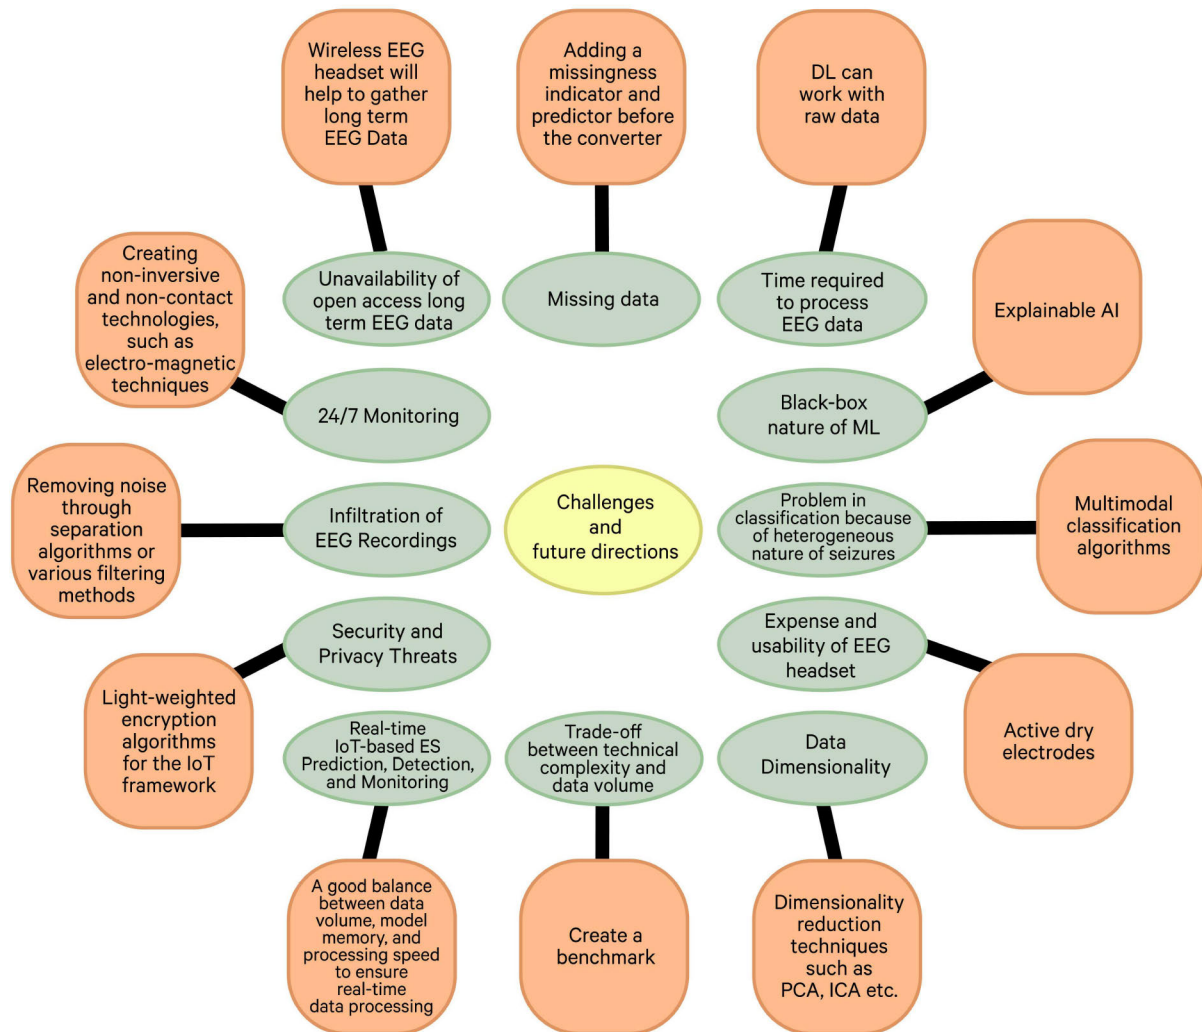 Wireless EEG
headset will
help to gather
long term
EEG Data
Adding a
missingness
indicator and
predictor before
the converter
DL can
work with
raw data
Creating
non-inversive
and non-contact
technologies,
such as
electro-magnetic
techniques
Unavailability of
open access long
term EEG data
Missing data
Time required
to process
EEG data
Explainable AI
24/7 Monitoring
Black-box
nature of ML
Removing noise
through
separation
algorithms or
various filtering
methods
Infiltration of
EEG Recordings
Challenges
and
future directions
Problem in
classification because
of heterogeneous
nature of seizures
Multimodal
classification
algorithms
Security and
Privacy Threats
Expense and
usability of EEG
headset
Light-weighted
encryption
algorithms
for the IoT
framework
Real-time
IoT-based ES
Prediction, Detection,
and Monitoring
Trade-off
between technical
complexity and
data volume
Data
Dimensionality
Active dry
electrodes
A good balance
between data
volume, model
memory, and
processing speed
to ensure
real-time
data processing
Create a
benchmark
Dimensionality
reduction
techniques
such as
PCA, ICA etc.